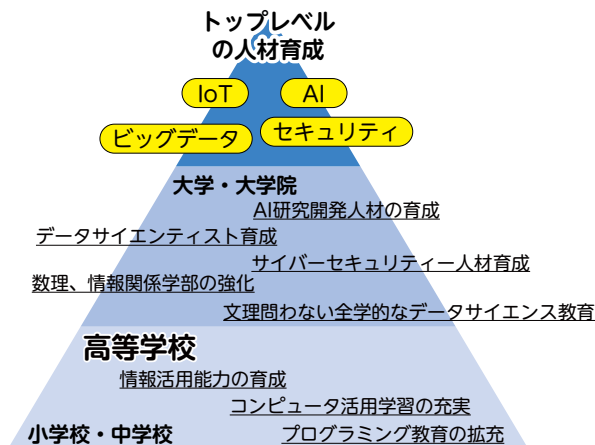 トップレベル
の人材育成
IoT
AI
ビッグデータ
セキュリティ
大学・大学院
AI研究開発人材の育成
データサイエンティスト育成
サイバーセキュリティー人材育成
数理、情報関係学部の強化
文理問わない全学的なデータサイエンス教育
高等学校
情報活用能力の育成
コンピュータ活用学習の充実
小学校・中学校
プログラミング教育の拡充